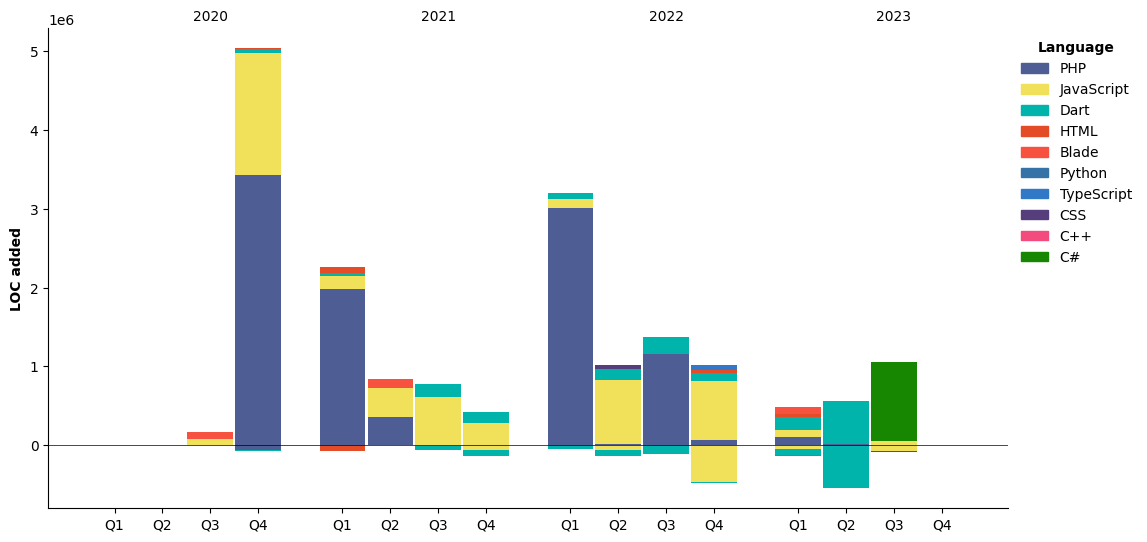 2020 2021 2022 2023
1e6
5
4
3
2
1
0
LOC added
Q1 Q2 Q3 Q4 Q1 Q2 Q3 Q4 Q1 Q2 Q3 Q4 Q1 Q2 Q3 Q4
Language
PHP
JavaScript
Dart
HTML
Blade
Python
TypeScript
CSS
C++
C#